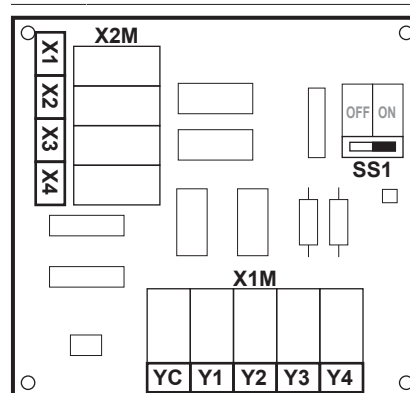 X2M
X1
X2
X3
X4
OFF ON
SS1
X1M
YC Y1 Y2 Y3 Y4